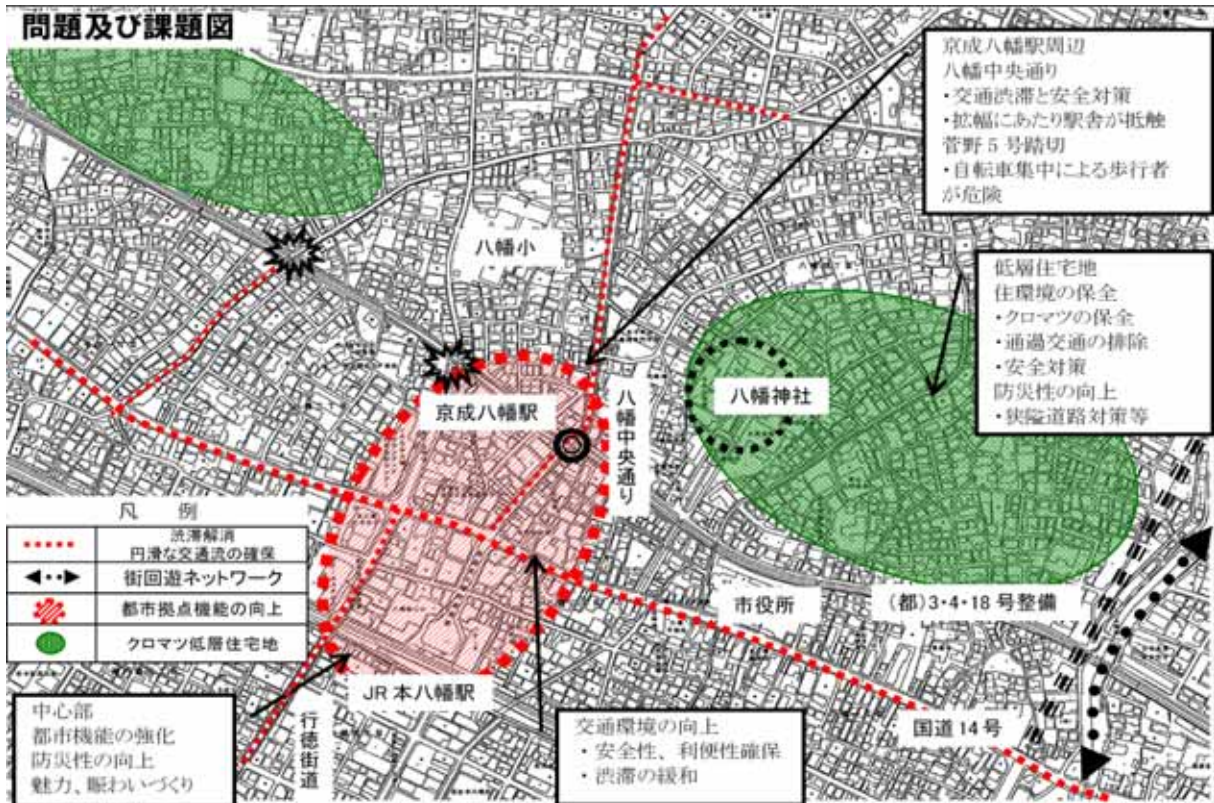 問題及び課題図
京成八幡駅周辺
八幡中央通り
・交通渋滞と安全対策
・拡幅にあたり駅舎が抵触
菅野5号踏切
・自転車集中による歩行者
が危険
八幡小
低層住宅地
住環境の保全
・クロマツの保全
・通過交通の排除
・安全対策
防災性の向上
・狭隘道路対策等
京成八幡駅
八幡中央通り
八幡神社
凡 例
渋滞解消
円滑な交通流の確保
街回遊ネットワーク
都市拠点機能の向上
クロマツ低層住宅地
市役所
(都)3・4・18号整備
JR本八幡駅
行徳街道
国道14号
中心部
都市機能の強化
防災性の向上
魅力、賑わいづくり
交通環境の向上
・安全性、利便性確保
・渋滞の緩和